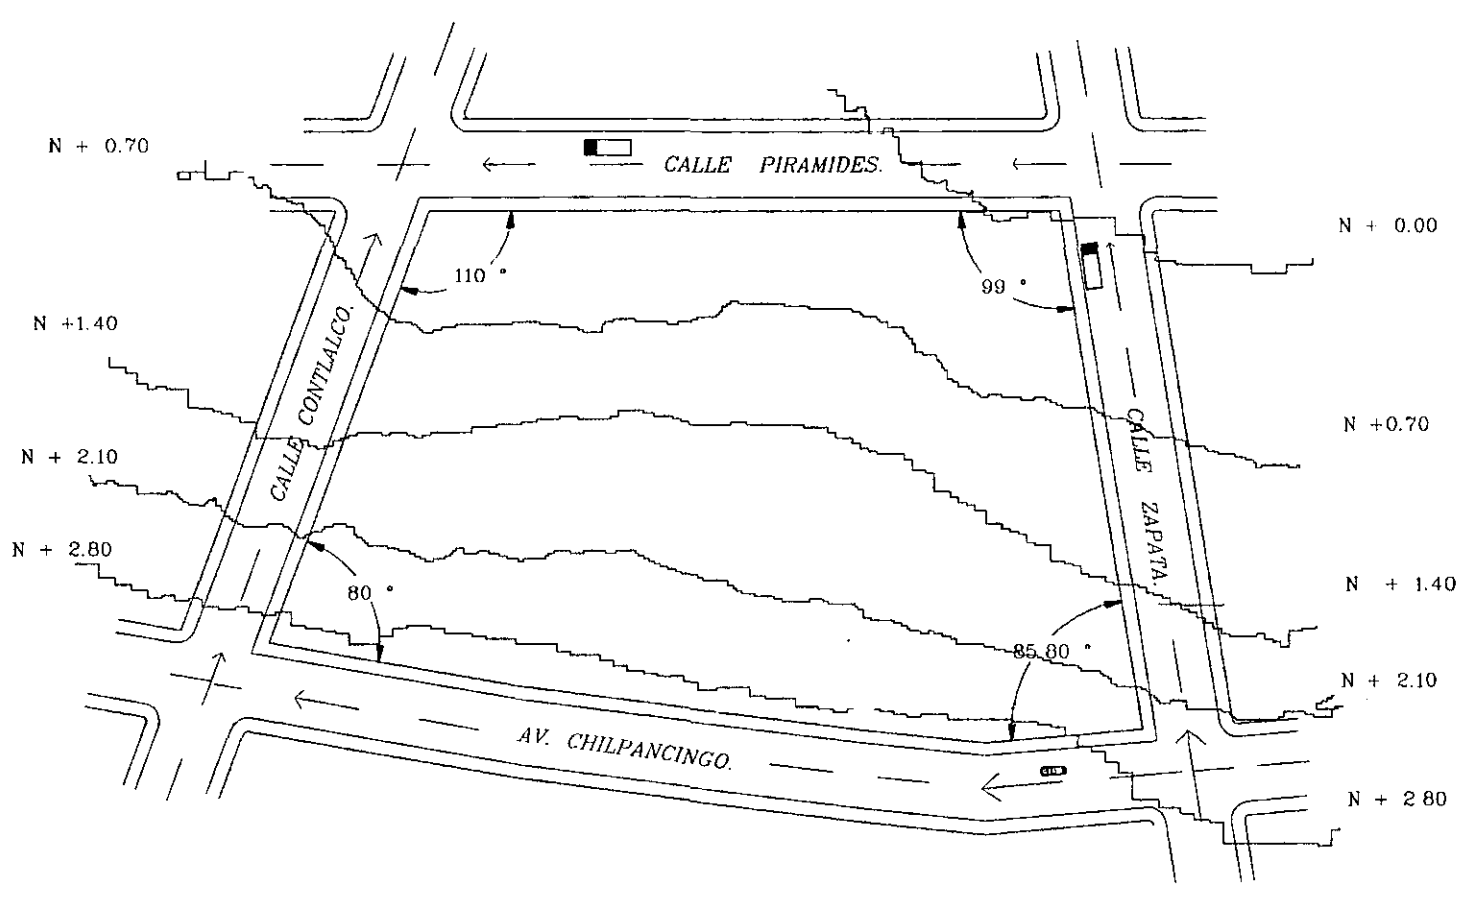 N + 0.70
CALLE PIRAMIDES.
N + 0.00
110 °
99 °
N +1.40
CALLE CONTLALCO.
N +0.70
CALLE ZAPATA.
N + 2.10
N + 2.80
80 °
N + 1.40
85.80 °
N + 2.10
AV. CHILPANCINGO.
N + 2 80